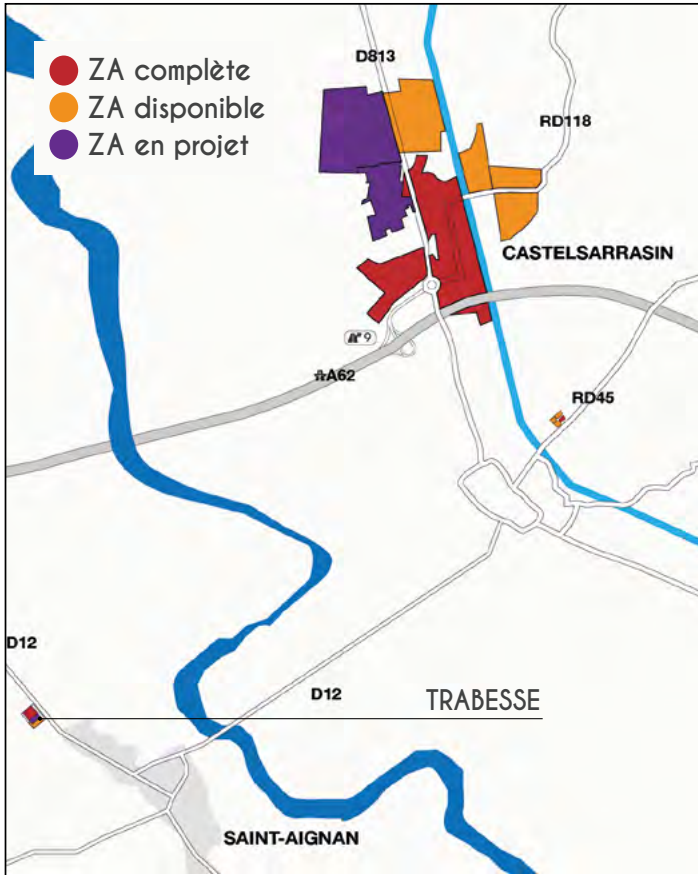 ZA complète
ZA disponible
ZA en projet
D813
RD118
CASTELSARRASIN
9
A62
RD45
D12
D12
TRABESSE
SAINT-AIGNAN